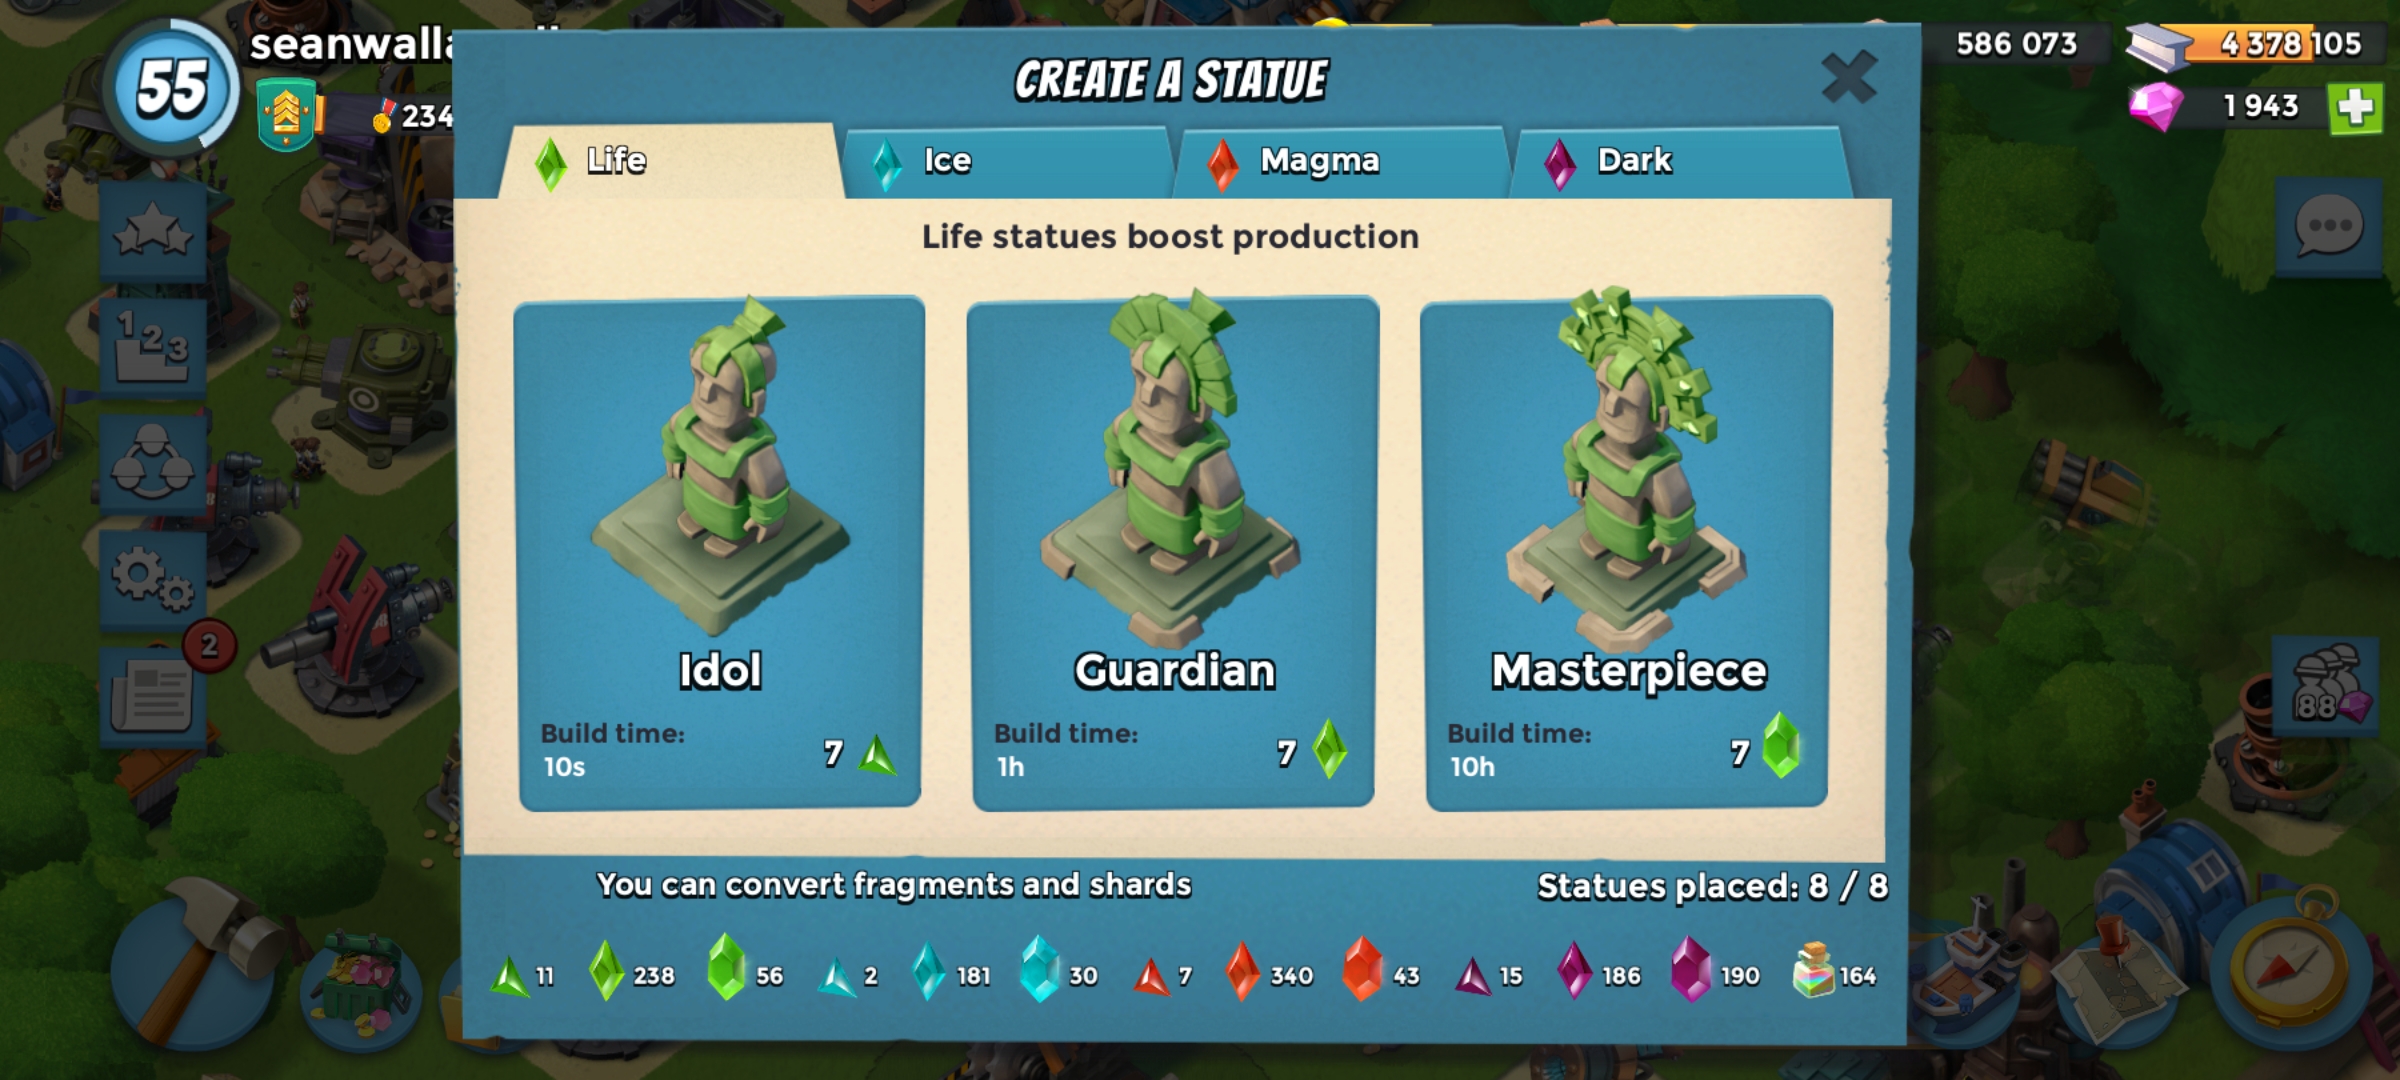 55
234
586 073
4 378 105
1 943
CREATE A STATUE
Life
Ice
Magma
Dark
Life statues boost production
Idol
Build time:
10s
7
Guardian
Build time:
1h
7
Masterpiece
Build time:
10h
7
1 2 3
2
88
You can convert fragments and shards
Statues placed: 8 / 8
11 238 56 2 181 30 7 340 43 15 186 190 164